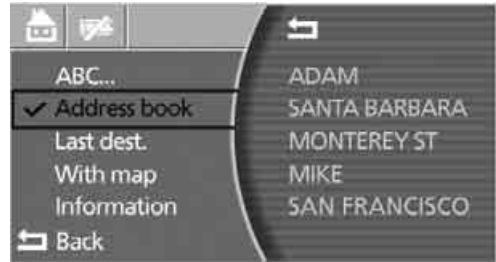 ABC...
Address book
Last dest.
With map
Information
Back
ADAM
SANTA BARBARA
MONTEREY ST
MIKE
SAN FRANCISCO